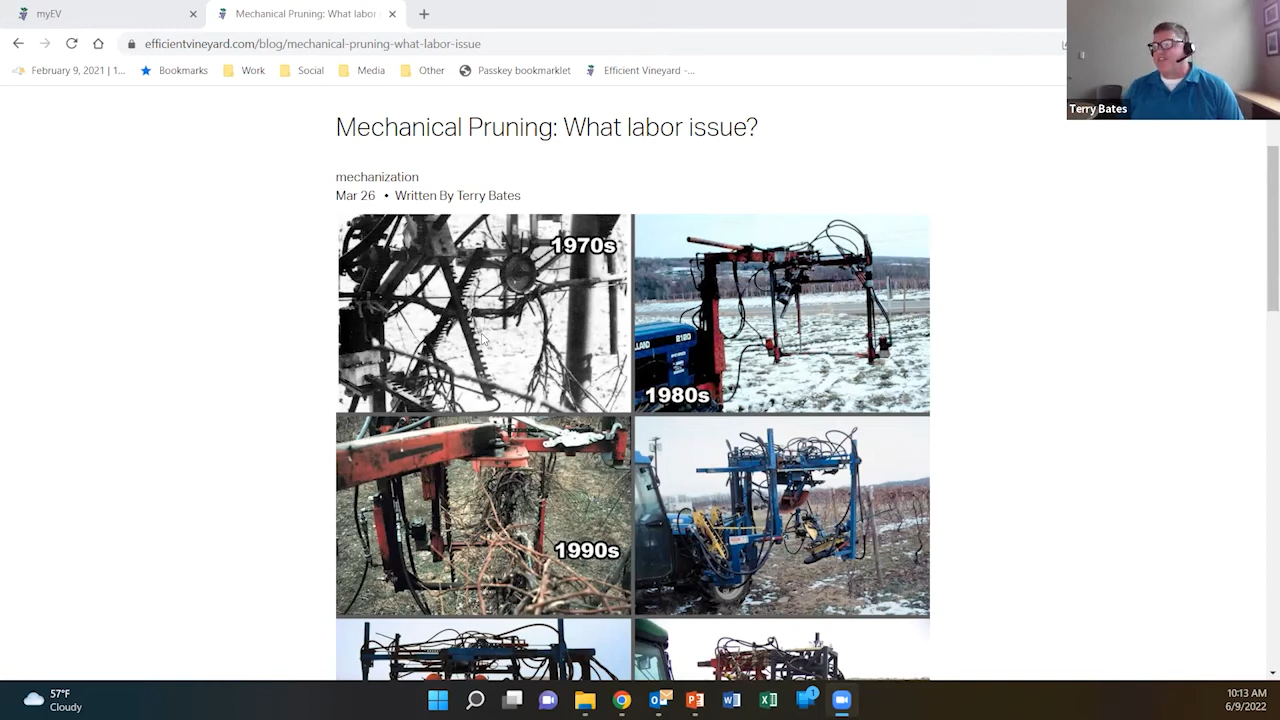 myEV
Mechanical Pruning: What labor
efficientvineyard.com/blog/mechanical-pruning-what-labor-issue
February 9, 2021 | 1...
Bookmarks
Work
Social
Media
Other
Passkey bookmarklet
Efficient Vineyard -...
Terry Bates
Mechanical Pruning: What labor issue?
mechanization
Mar 26 • Written By Terry Bates
1970s
1980s
1990s
57°F
Cloudy
1
10:13 AM
6/9/2022